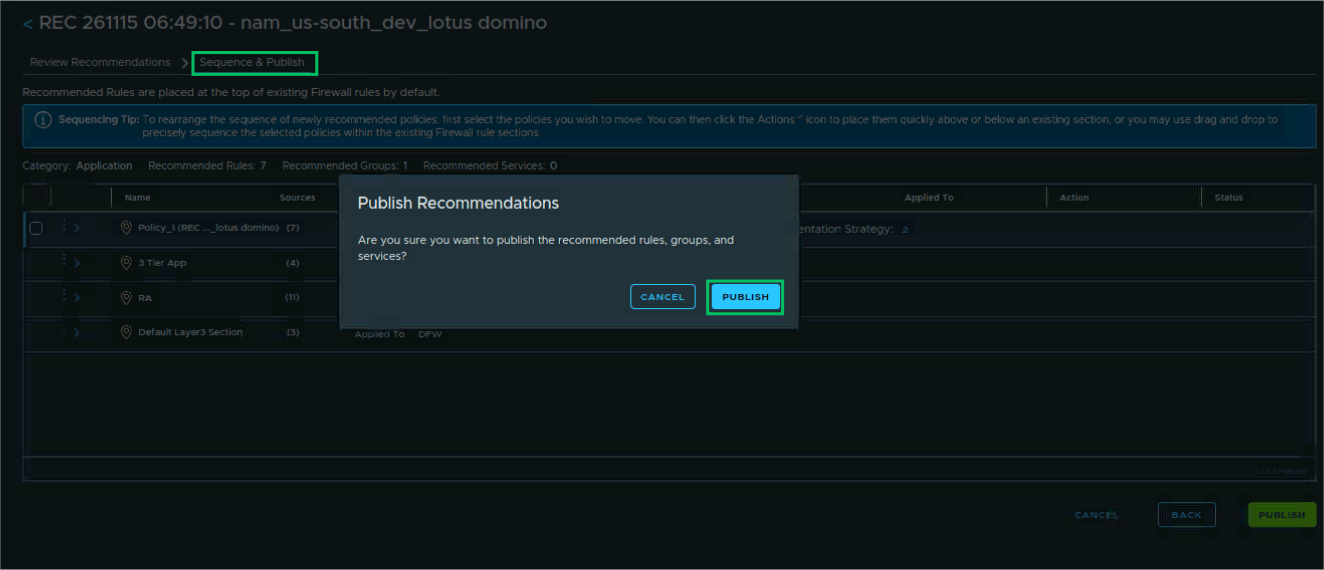 < REC 261115 06:49:10 - nam_us-south_dev_lotus domino
Review Recommendations > Sequence & Publish
Recommended Rules are placed at the top of existing Firewall rules by default.
Sequencing Tip: To rearrange the sequence of newly recommended policies, first select the policies you wish to move. You can then click the Actions icon to place them quickly above or below an existing section, or you may use drag and drop to
precisely sequence the selected policies within the existing Firewall rule sections.
Category: Application Recommended Rules: 7 Recommended Groups: 1 Recommended Services: 0
Name Sources Applied To Action Status
Policy_1 (REC ..._lotus domino) (7) entation Strategy: 2
3 Tier App (4)
RA (11)
Default Layer3 Section (3) Applied To DFW
Publish Recommendations
Are you sure you want to publish the recommended rules, groups, and
services?
CANCEL PUBLISH
CANCEL BACK PUBLISH